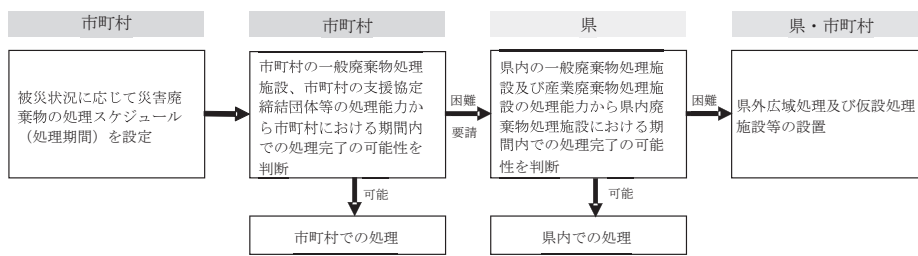 市町村
被災状況に応じて災害廃
棄物の処理スケジュール
（処理期間）を設定
市町村
市町村の一般廃棄物処理
施設、市町村の支援協定
締結団体等の処理能力か
ら市町村における期間内
での処理完了の可能性を
判断
困難
要請
可能
市町村での処理
県
県内の一般廃棄物処理施
設及び産業廃棄物処理施
設の処理能力から県内廃
棄物処理施設における期
間内での処理完了の可能
性を判断
困難
可能
県内での処理
県・市町村
県外広域処理及び仮設処理
施設等の設置